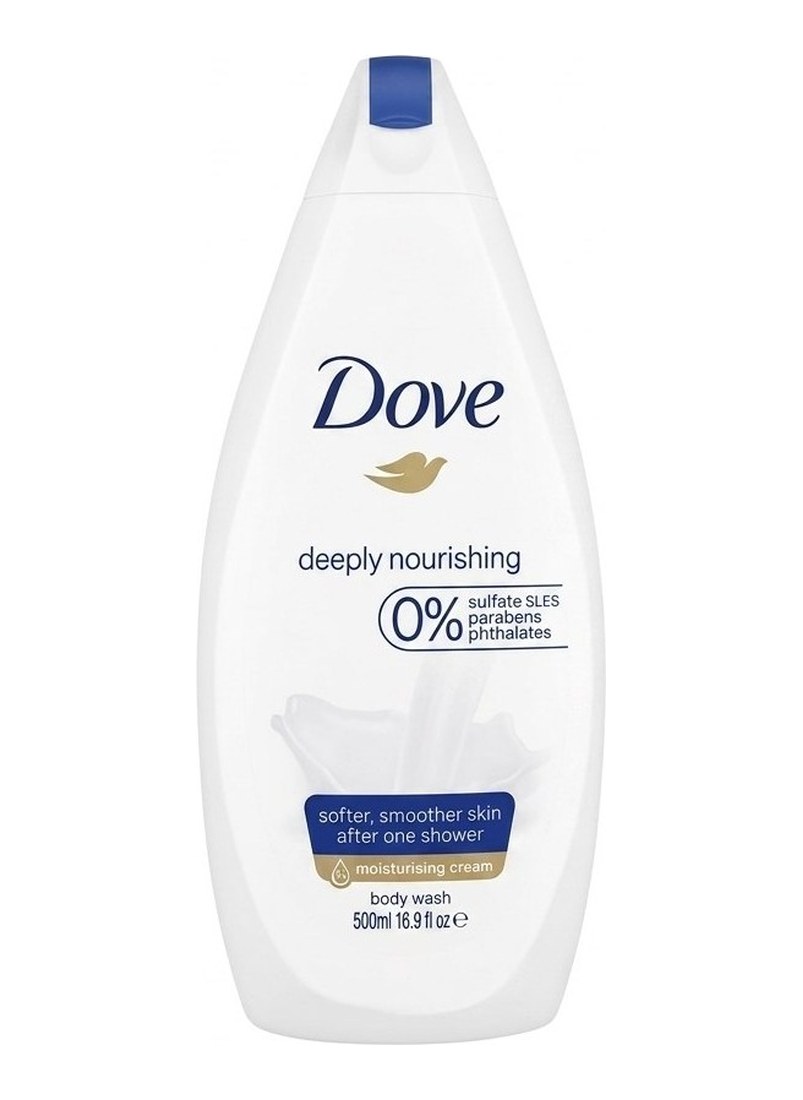 Dove
deeply nourishing
0%
sulfate SLES
parabens
phthalates
softer, smoother skin
after one shower
moisturising cream
body wash
500ml 16.9 fl oz ℮